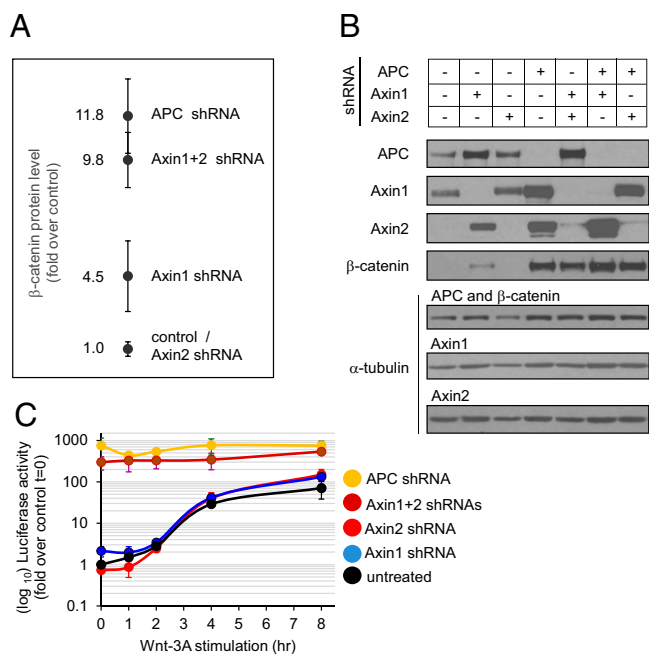 A
β-catenin protein level
(fold over control)
11.8 APC shRNA
9.8 Axin1+2 shRNA
4.5 Axin1 shRNA
1.0 control /
Axin2 shRNA
B
shRNA
APC - - - + - + +
Axin1 - + - - + + -
Axin2 - - + - + - +
APC
Axin1
Axin2
β-catenin
APC and β-catenin
Axin1
α-tubulin
Axin2
C
(log 10) Luciferase activity
(fold over control t=0)
1000
100
10
1
0.1
0 1 2 3 4 5 6 7 8
Wnt-3A stimulation (hr)
APC shRNA
Axin1+2 shRNAs
Axin2 shRNA
Axin1 shRNA
untreated